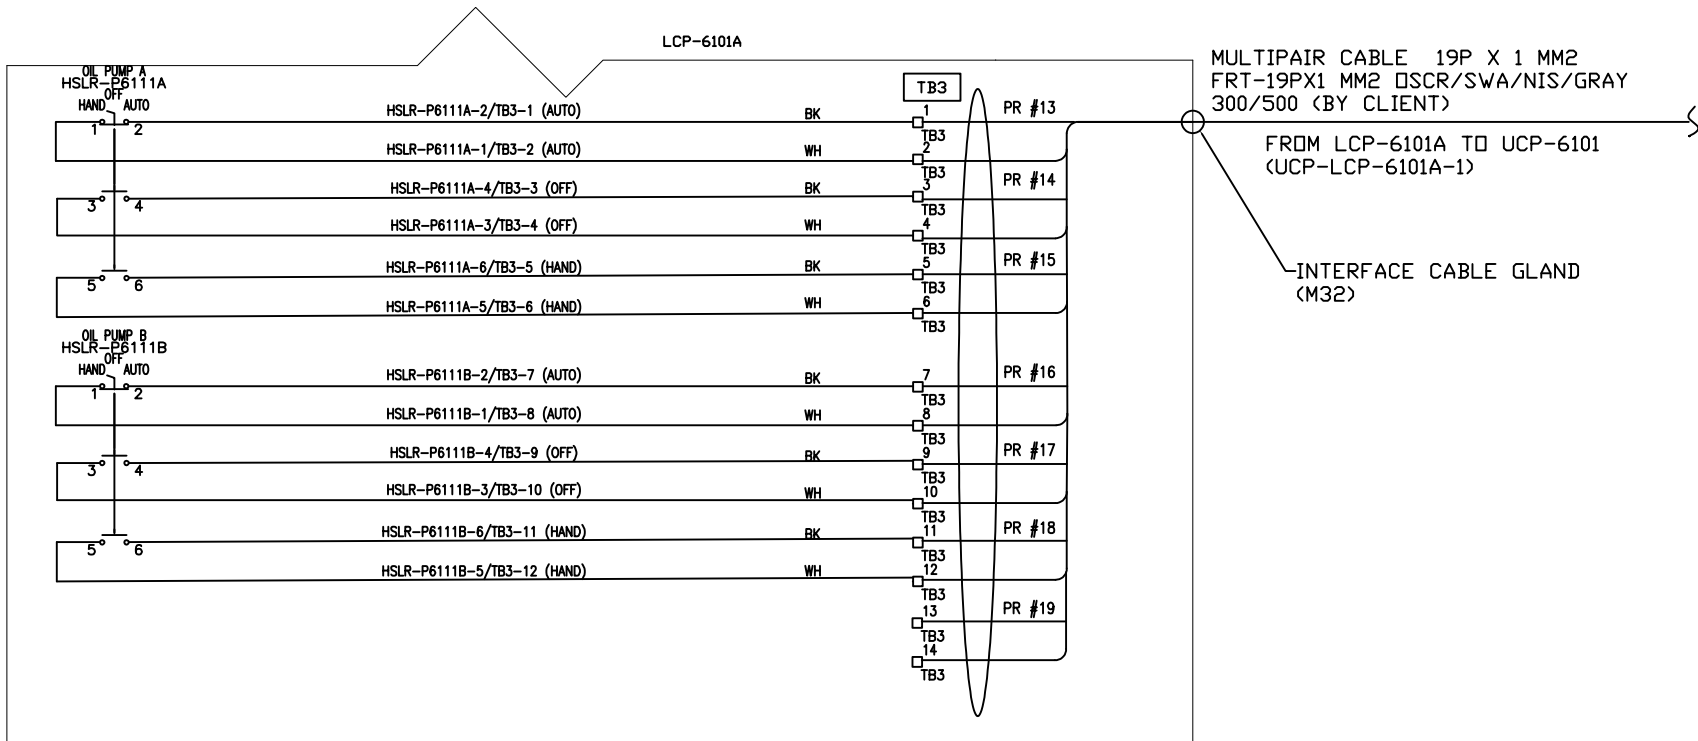 LCP-6101A
MULTIPAIR CABLE 19P X 1 MM2
FRT-19PX1 MM2 OSCR/SWA/NIS/GRAY
300/500 (BY CLIENT)
FROM LCP-6101A TO UCP-6101
(UCP-LCP-6101A-1)
INTERFACE CABLE GLAND
(M32)
OIL PUMP A
HSLR-P6111A
OFF
HAND AUTO
TB3
1 2 HSLR-P6111A-2/TB3-1 (AUTO) BK 1 PR #13
TB3
HSLR-P6111A-1/TB3-2 (AUTO) WH 2
TB3
3 4 HSLR-P6111A-4/TB3-3 (OFF) BK 3 PR #14
TB3
HSLR-P6111A-3/TB3-4 (OFF) WH 4
TB3
5 6 HSLR-P6111A-6/TB3-5 (HAND) BK 5 PR #15
TB3
HSLR-P6111A-5/TB3-6 (HAND) WH 6
TB3
OIL PUMP B
HSLR-P6111B
OFF
HAND AUTO
1 2 HSLR-P6111B-2/TB3-7 (AUTO) BK 7 PR #16
TB3
HSLR-P6111B-1/TB3-8 (AUTO) WH 8
TB3
3 4 HSLR-P6111B-4/TB3-9 (OFF) BK 9 PR #17
TB3
HSLR-P6111B-3/TB3-10 (OFF) WH 10
TB3
5 6 HSLR-P6111B-6/TB3-11 (HAND) BK 11 PR #18
TB3
HSLR-P6111B-5/TB3-12 (HAND) WH 12
TB3
13 PR #19
TB3
14
TB3